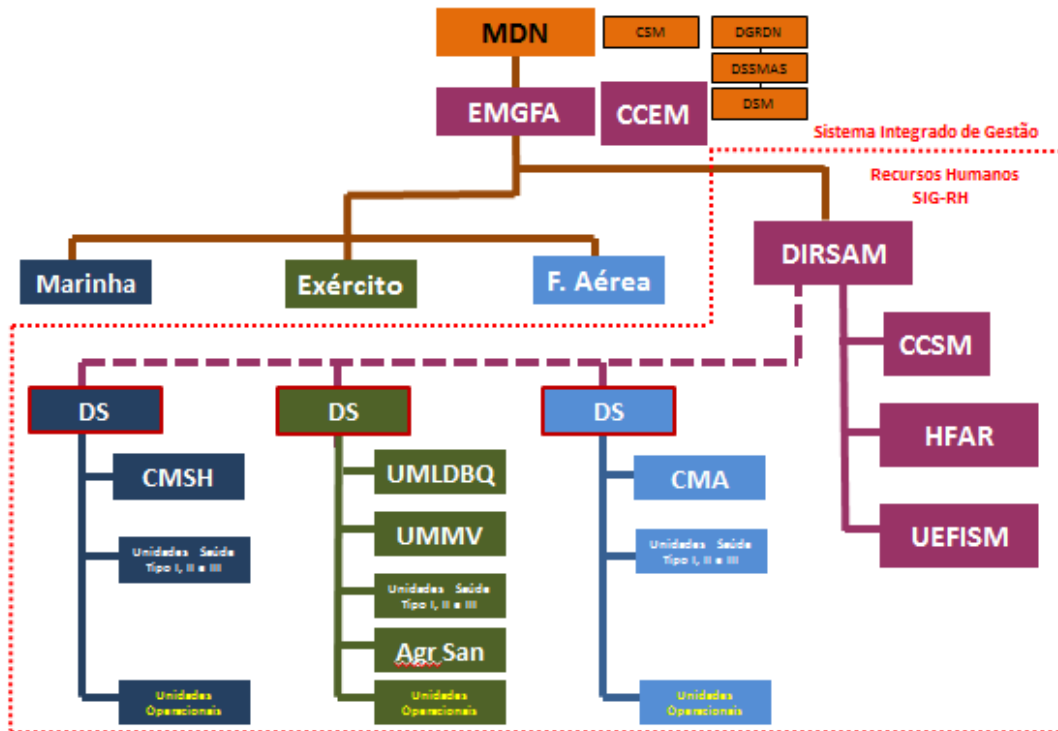 MDN
CSM
DGRDN
DSSMAS
DSM
EMGFA
CCEM
Sistema Integrado de Gestão
Recursos Humanos
SIG-RH
DIRSAM
Marinha
Exército
F. Aérea
CCSM
HFAR
UEFISM
DS
DS
DS
CMSH
UMLDBQ
CMA
UMMV
Unidades Saúde
Tipo I, II e III
Unidades Saúde
Tipo I, II e III
Unidades Saúde
Tipo I, II e III
Agr San
Unidades
Operacionais
Unidades
Operacionais
Unidades
Operacionais